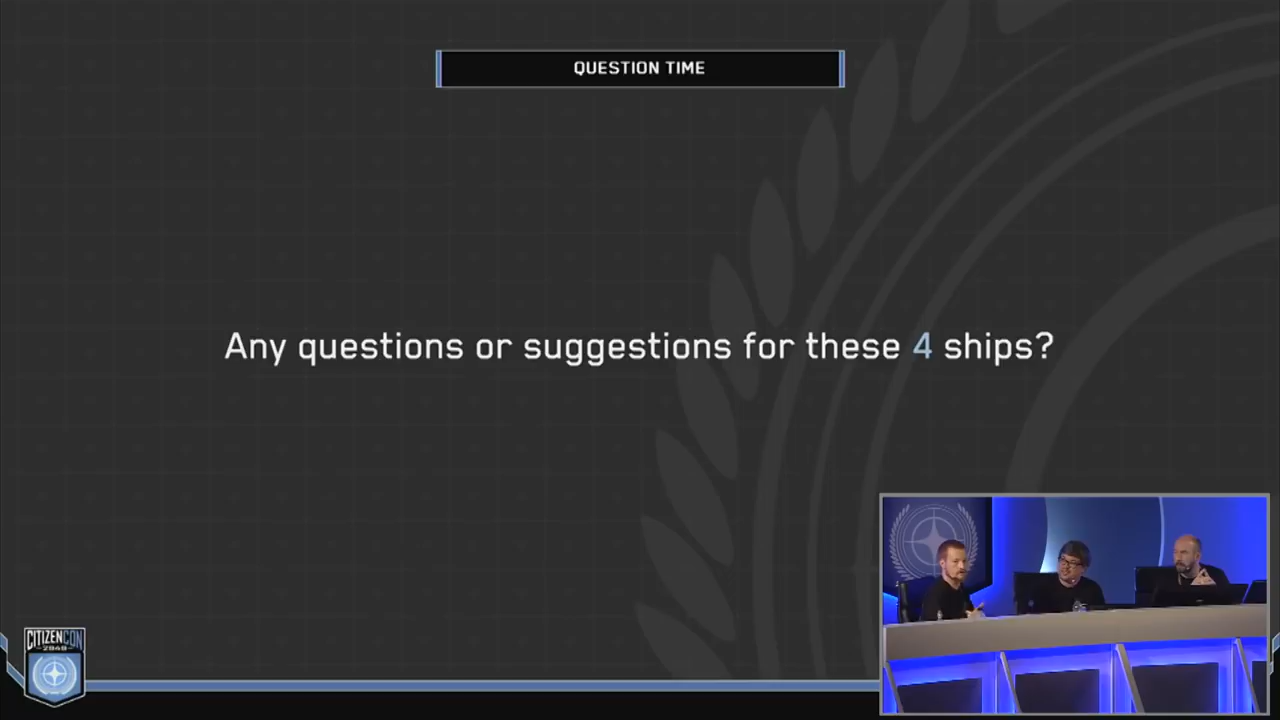 QUESTION TIME
Any questions or suggestions for these 4 ships?
CITIZENCON
2949